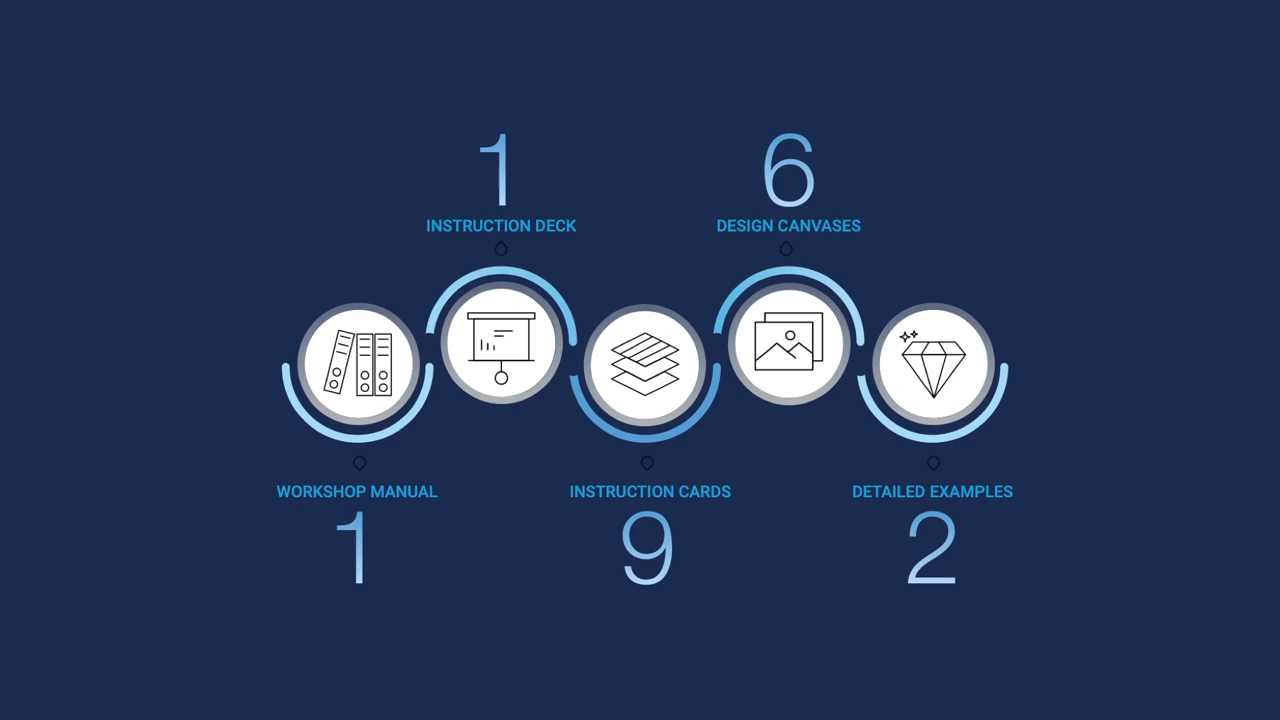 1
INSTRUCTION DECK
6
DESIGN CANVASES
WORKSHOP MANUAL
1
INSTRUCTION CARDS
9
DETAILED EXAMPLES
2